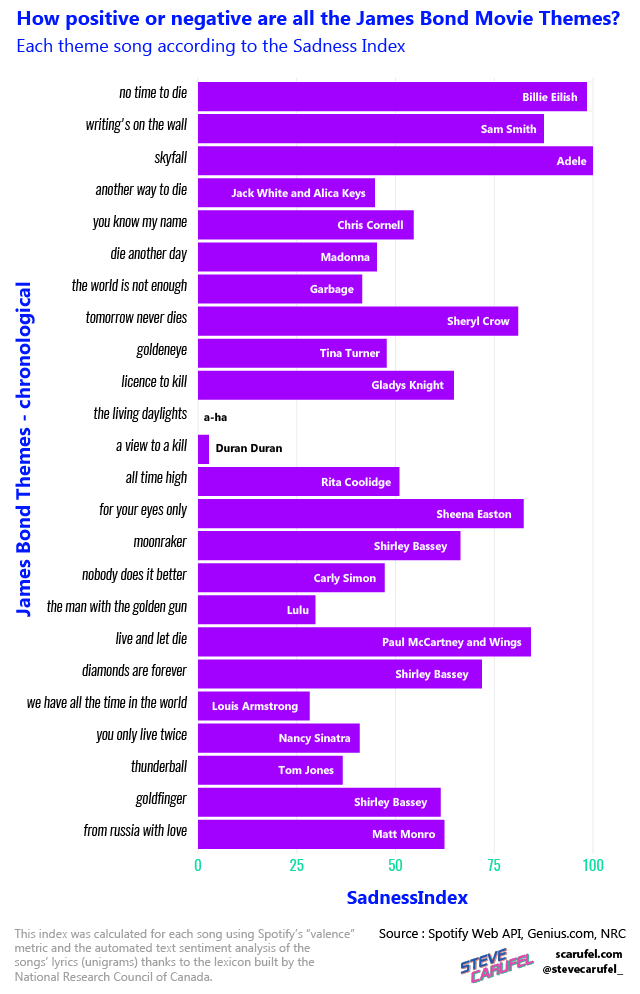 How positive or negative are all the James Bond Movie Themes?
Each theme song according to the Sadness Index
James Bond Themes - chronological
no time to die Billie Eilish
writing's on the wall Sam Smith
skyfall Adele
another way to die Jack White and Alica Keys
you know my name Chris Cornell
die another day Madonna
the world is not enough Garbage
tomorrow never dies Sheryl Crow
goldeneye Tina Turner
licence to kill Gladys Knight
the living daylights a-ha
a view to a kill Duran Duran
all time high Rita Coolidge
for your eyes only Sheena Easton
moonraker Shirley Bassey
nobody does it better Carly Simon
the man with the golden gun Lulu
live and let die Paul McCartney and Wings
diamonds are forever Shirley Bassey
we have all the time in the world Louis Armstrong
you only live twice Nancy Sinatra
thunderball Tom Jones
goldfinger Shirley Bassey
from russia with love Matt Monro
0 25 50 75 100
SadnessIndex
This index was calculated for each song using Spotify's "valence"
metric and the automated text sentiment analysis of the
songs' lyrics (unigrams) thanks to the lexicon built by the
National Research Council of Canada.
Source : Spotify Web API, Genius.com, NRC
STEVE
CARUFEL
scarufel.com
@stevecarufel_